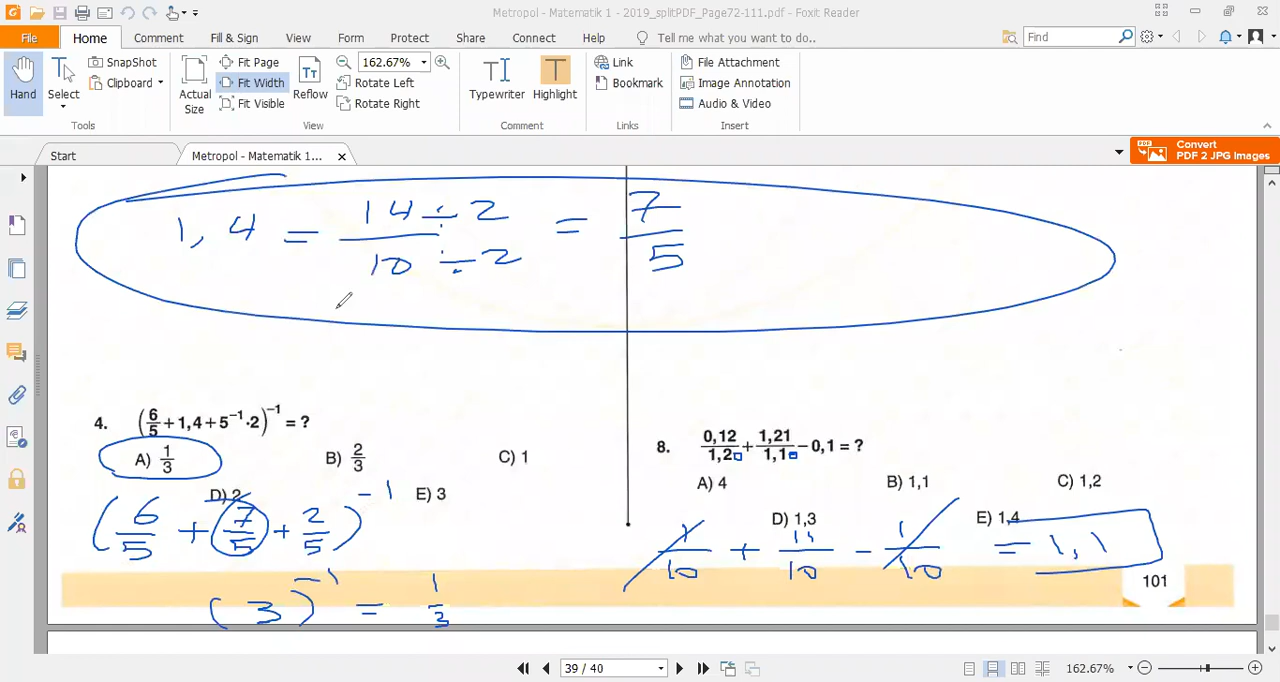 Metropol - Matematik 1 - 2019_splitPDF_Page72-111.pdf - Foxit Reader
File Home Comment Fill & Sign View Form Protect Share Connect Help Tell me what you want to do.. Find
Hand Select SnapShot Clipboard Actual Size Fit Page Fit Width Fit Visible Reflow 162.67% Rotate Left Rotate Right Typewriter Highlight Link Bookmark File Attachment Image Annotation Audio & Video
Tools View Comment Links Insert
Start Metropol - Matematik 1... Convert PDF 2 JPG Images
1,4 = 14 ÷ 2 / 10 ÷ 2 = 7/5
4. (6/5 + 1,4 + 5⁻¹ · 2)⁻¹ = ?
A) 1/3 B) 2/3 C) 1
D) 2 E) 3
(6/5 + 7/5 + 2/5)⁻¹
(3)⁻¹ = 1/3
8. 0,12/1,2 + 1,21/1,1 − 0,1 = ?
A) 4 B) 1,1 C) 1,2
D) 1,3 E) 1,4
1/10 + 11/10 − 1/10 = 1,1
101
39 / 40 162.67%